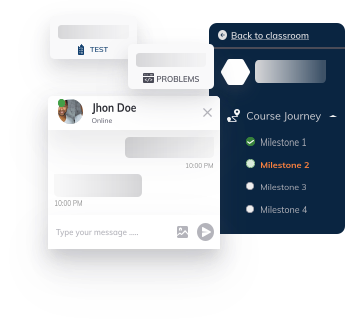 TEST
PROBLEMS
Back to classroom
Course Journey
Milestone 1
Milestone 2
Milestone 3
Milestone 4
Jhon Doe
Online
10:00 PM
10:00 PM
Type your message .....